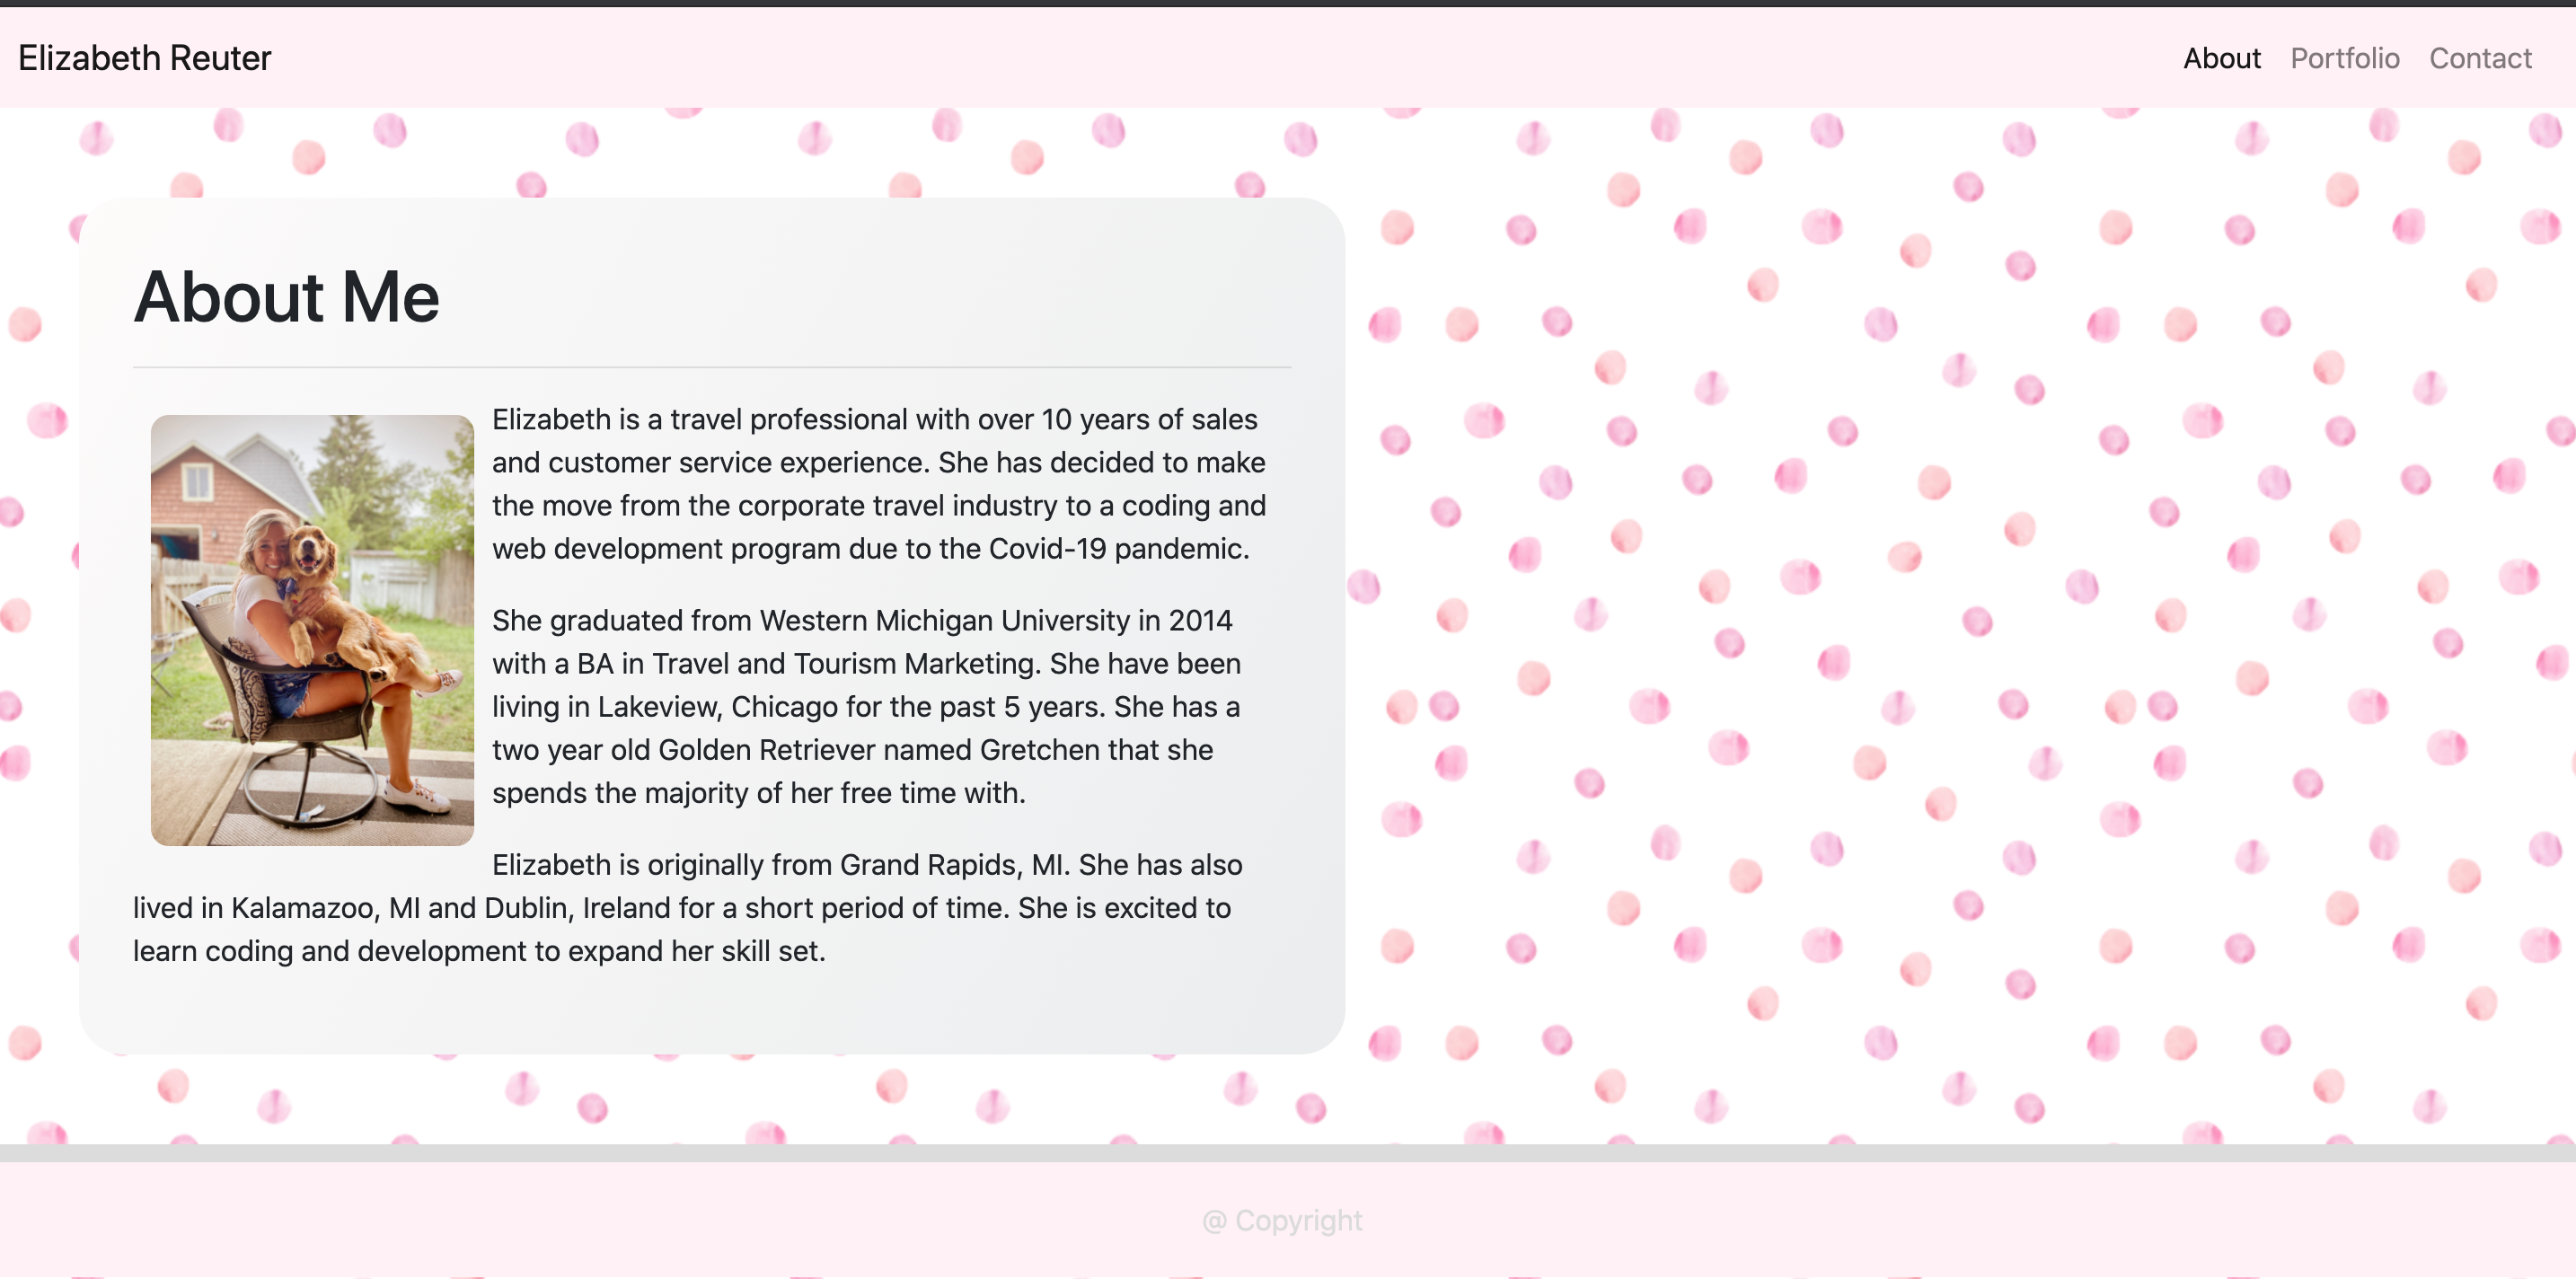 Elizabeth Reuter
About Portfolio Contact
About Me
Elizabeth is a travel professional with over 10 years of sales
and customer service experience. She has decided to make
the move from the corporate travel industry to a coding and
web development program due to the Covid-19 pandemic.
She graduated from Western Michigan University in 2014
with a BA in Travel and Tourism Marketing. She have been
living in Lakeview, Chicago for the past 5 years. She has a
two year old Golden Retriever named Gretchen that she
spends the majority of her free time with.
Elizabeth is originally from Grand Rapids, MI. She has also
lived in Kalamazoo, MI and Dublin, Ireland for a short period of time. She is excited to
learn coding and development to expand her skill set.
@ Copyright